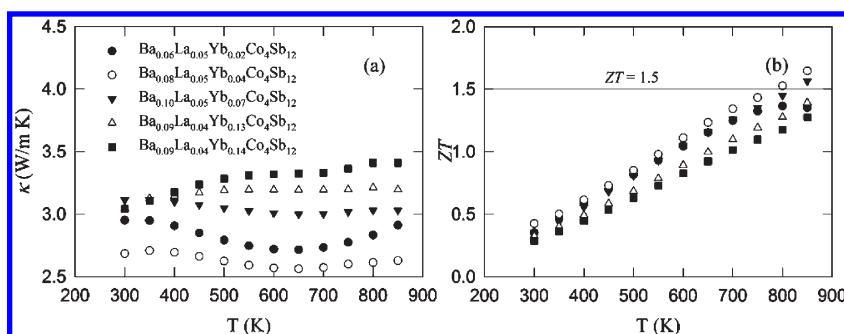 4.5
4.0
3.5
3.0
2.5
κ (W/m K)
Ba0.06La0.05Yb0.02Co4Sb12
Ba0.08La0.05Yb0.04Co4Sb12
Ba0.10La0.05Yb0.07Co4Sb12
Ba0.09La0.04Yb0.13Co4Sb12
Ba0.09La0.04Yb0.14Co4Sb12
(a)
200 300 400 500 600 700 800 900
T (K)
2.0
1.5
1.0
0.5
0.0
ZT
(b)
ZT = 1.5
200 300 400 500 600 700 800 900
T (K)